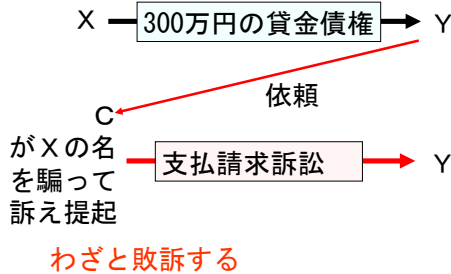 X 300万円の貸金債権 Y
依頼
C
がXの名
を騙って
訴え提起
支払請求訴訟 Y
わざと敗訴する